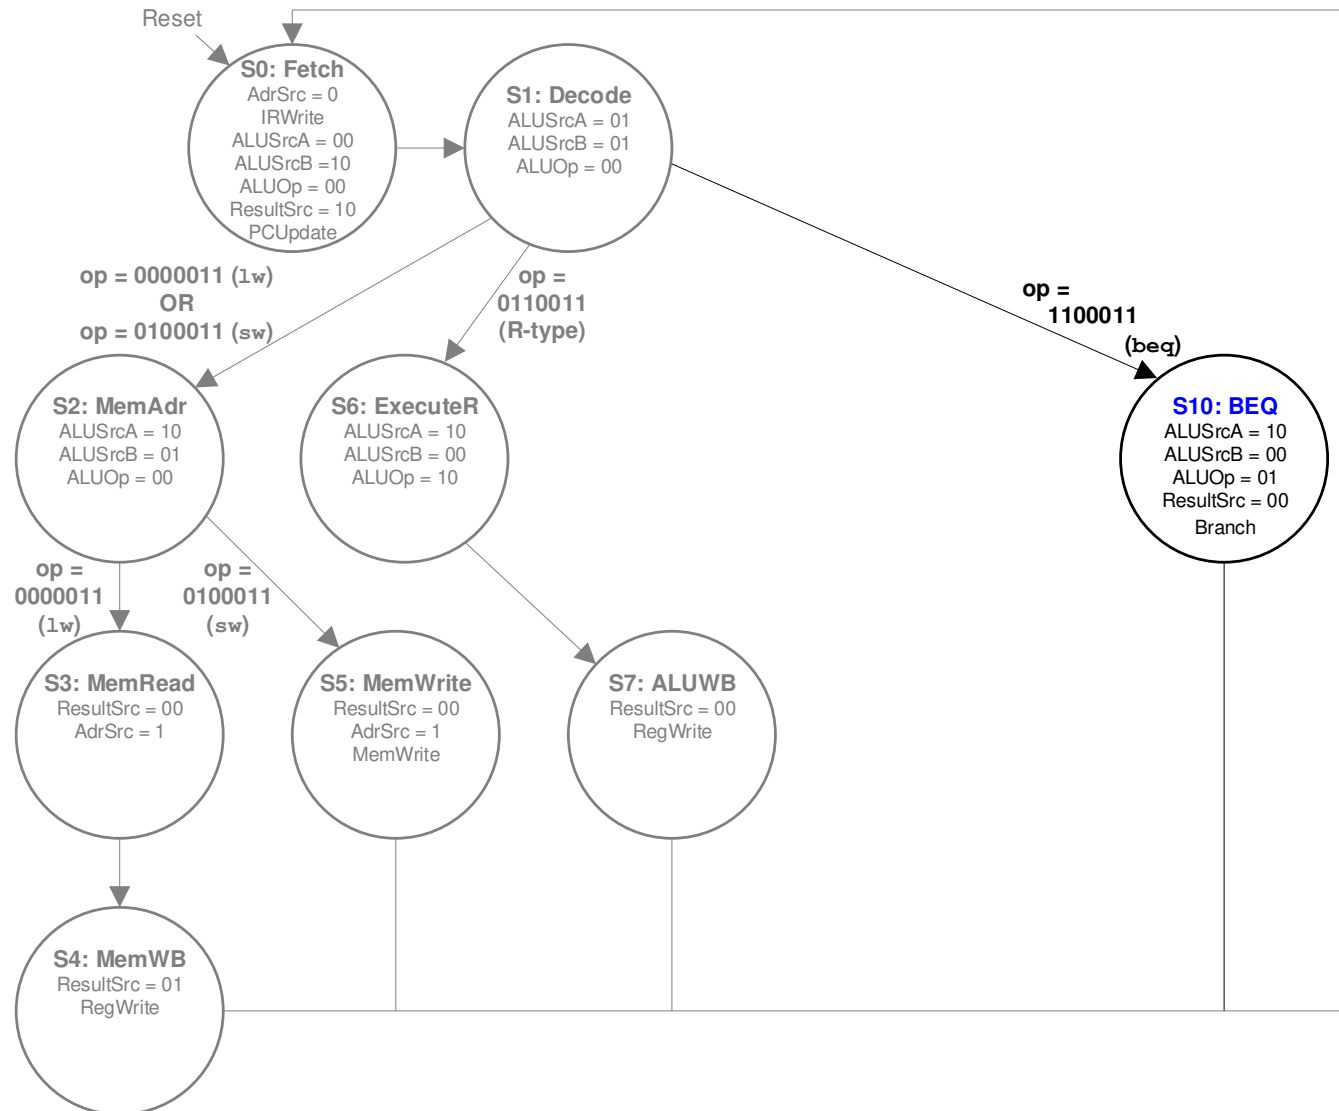 Reset
S0: Fetch
AdrSrc = 0
IRWrite
ALUSrcA = 00
ALUSrcB =10
ALUOp = 00
ResultSrc = 10
PCUpdate
S1: Decode
ALUSrcA = 01
ALUSrcB = 01
ALUOp = 00
op = 0000011 (lw)
OR
op = 0100011 (sw)
op =
0110011
(R-type)
op =
1100011
(beq)
S2: MemAdr
ALUSrcA = 10
ALUSrcB = 01
ALUOp = 00
S6: ExecuteR
ALUSrcA = 10
ALUSrcB = 00
ALUOp = 10
S10: BEQ
ALUSrcA = 10
ALUSrcB = 00
ALUOp = 01
ResultSrc = 00
Branch
op =
0000011
(lw)
op =
0100011
(sw)
S3: MemRead
ResultSrc = 00
AdrSrc = 1
S5: MemWrite
ResultSrc = 00
AdrSrc = 1
MemWrite
S7: ALUWB
ResultSrc = 00
RegWrite
S4: MemWB
ResultSrc = 01
RegWrite